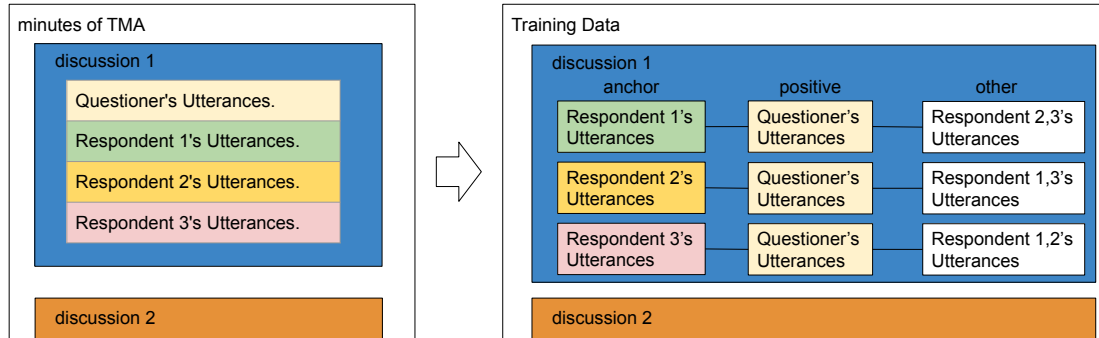 minutes of TMA
discussion 1
Questioner's Utterances.
Respondent 1's Utterances.
Respondent 2's Utterances.
Respondent 3's Utterances.
discussion 2
Training Data
discussion 1
anchor positive other
Respondent 1’s
Utterances
Questioner’s
Utterances
Respondent 2,3’s
Utterances
Respondent 2’s
Utterances
Questioner’s
Utterances
Respondent 1,3’s
Utterances
Respondent 3’s
Utterances
Questioner’s
Utterances
Respondent 1,2’s
Utterances
discussion 2